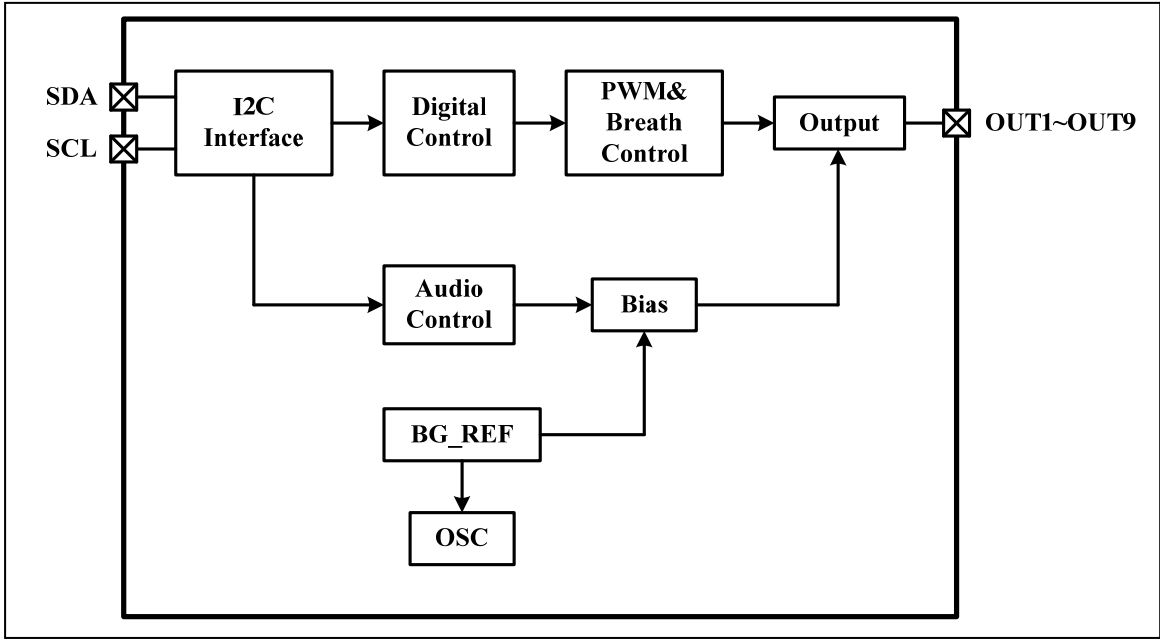 SDA
SCL
I2C
Interface
Digital
Control
PWM&
Breath
Control
Output
OUT1~OUT9
Audio
Control
Bias
BG_REF
OSC